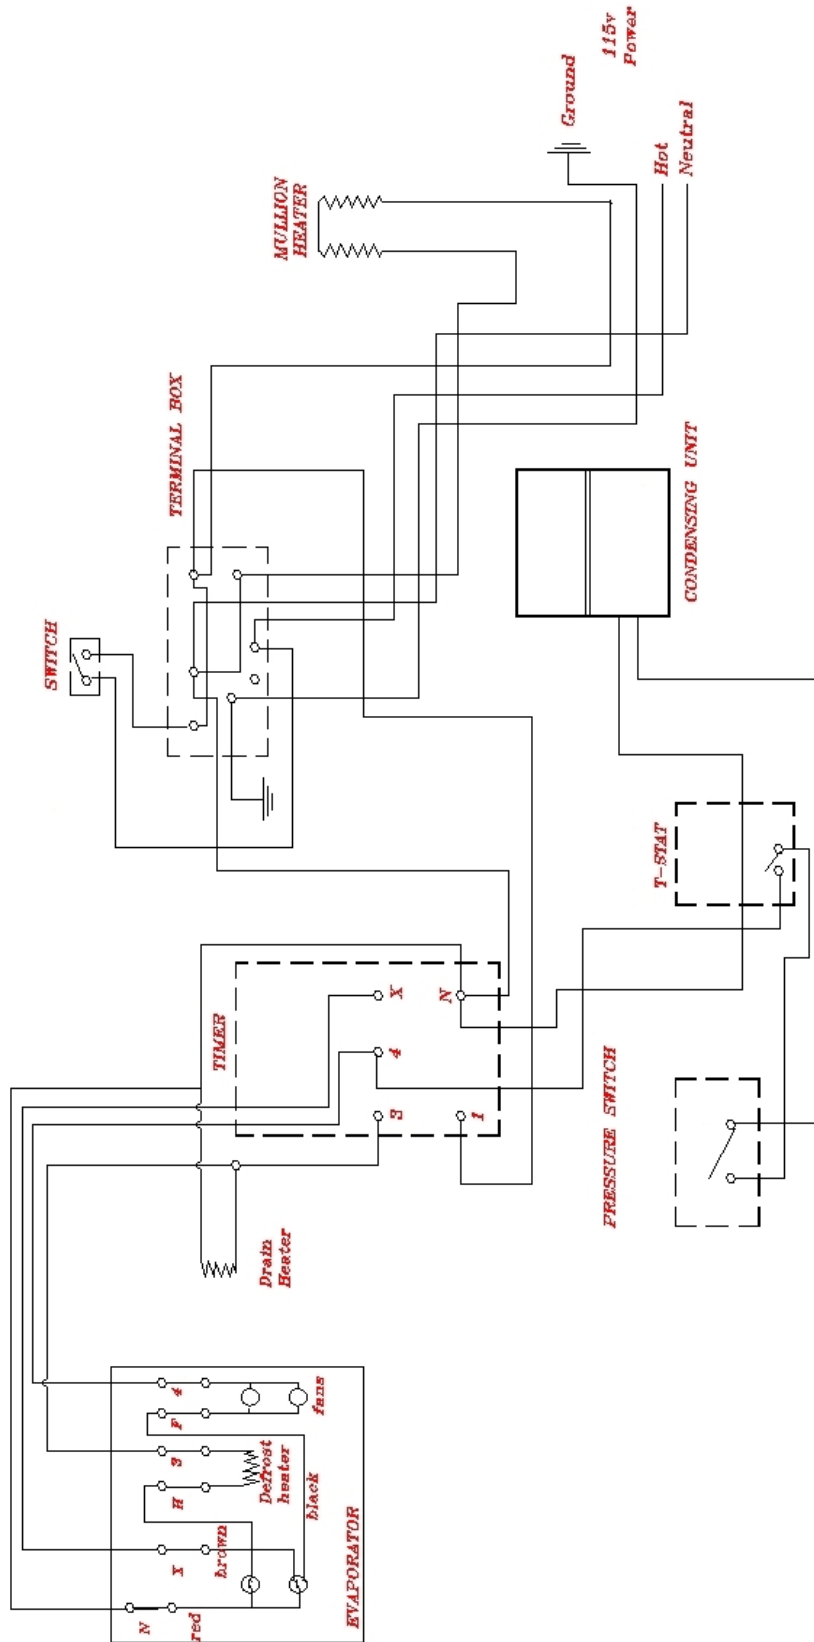 115v
Power
Ground
Hot
Neutral
MULLION
HEATER
TERMINAL BOX
CONDENSING UNIT
SWITCH
T-STAT
TIMER
X
N
4
3
1
PRESSURE SWITCH
Drain
Heater
4
F
fans
3
H
Defrost
heater
black
X
brown
N
red
EVAPORATOR